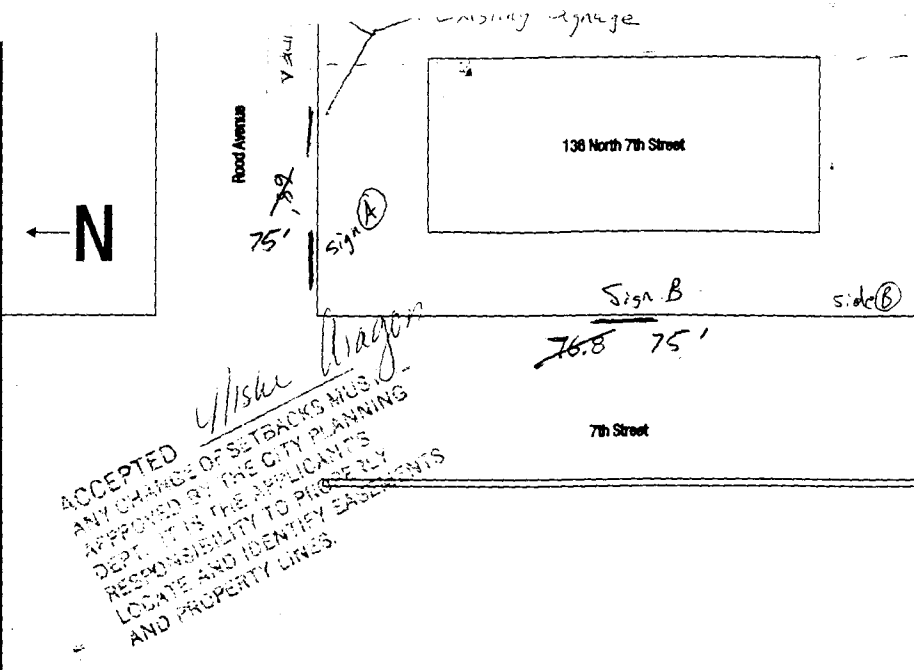 Existing Signage
136 North 7th Street
Rood Avenue
89
75'
sign A
N
Sign B
side B
76.8 75'
7th Street
ACCEPTED
ANY CHANGE OF SETBACKS MUST
APPROVED BY THE CITY PLANNING
DEPT. IT IS THE APPLICANT'S
RESPONSIBILITY TO PROPERLY
LOCATE AND IDENTIFY EASEMENTS
AND PROPERTY LINES.